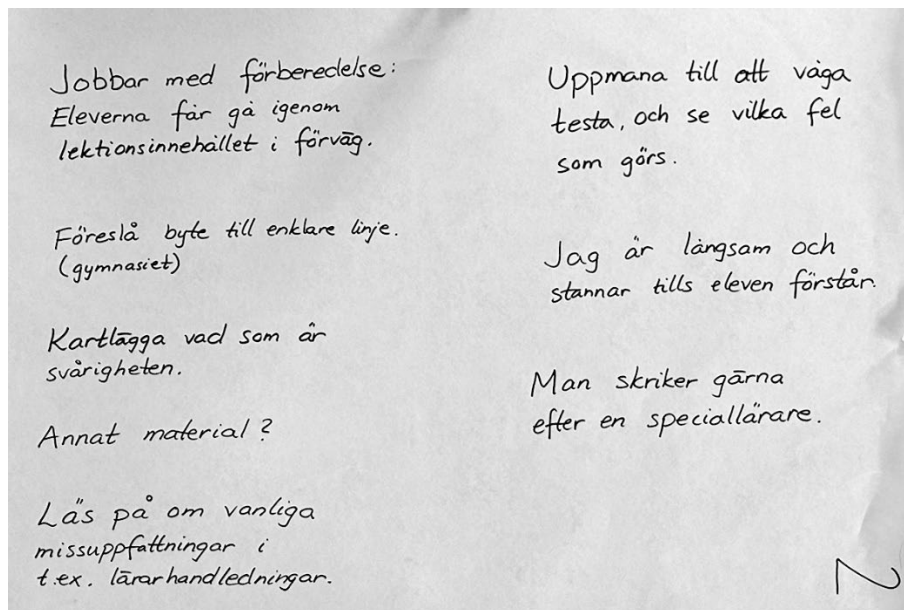 Jobbar med förberedelse:
Eleverna får gå igenom
lektionsinnehållet i förväg.
Föreslå byte till enklare linje.
(gymnasiet)
Kartlägga vad som är
svårigheten.
Annat material?
Läs på om vanliga
missuppfattningar i
t.ex. lärarhandledningar.
Uppmana till att våga
testa, och se vilka fel
som görs.
Jag är långsam och
stannar tills eleven förstår.
Man skriker gärna
efter en speciallärare.